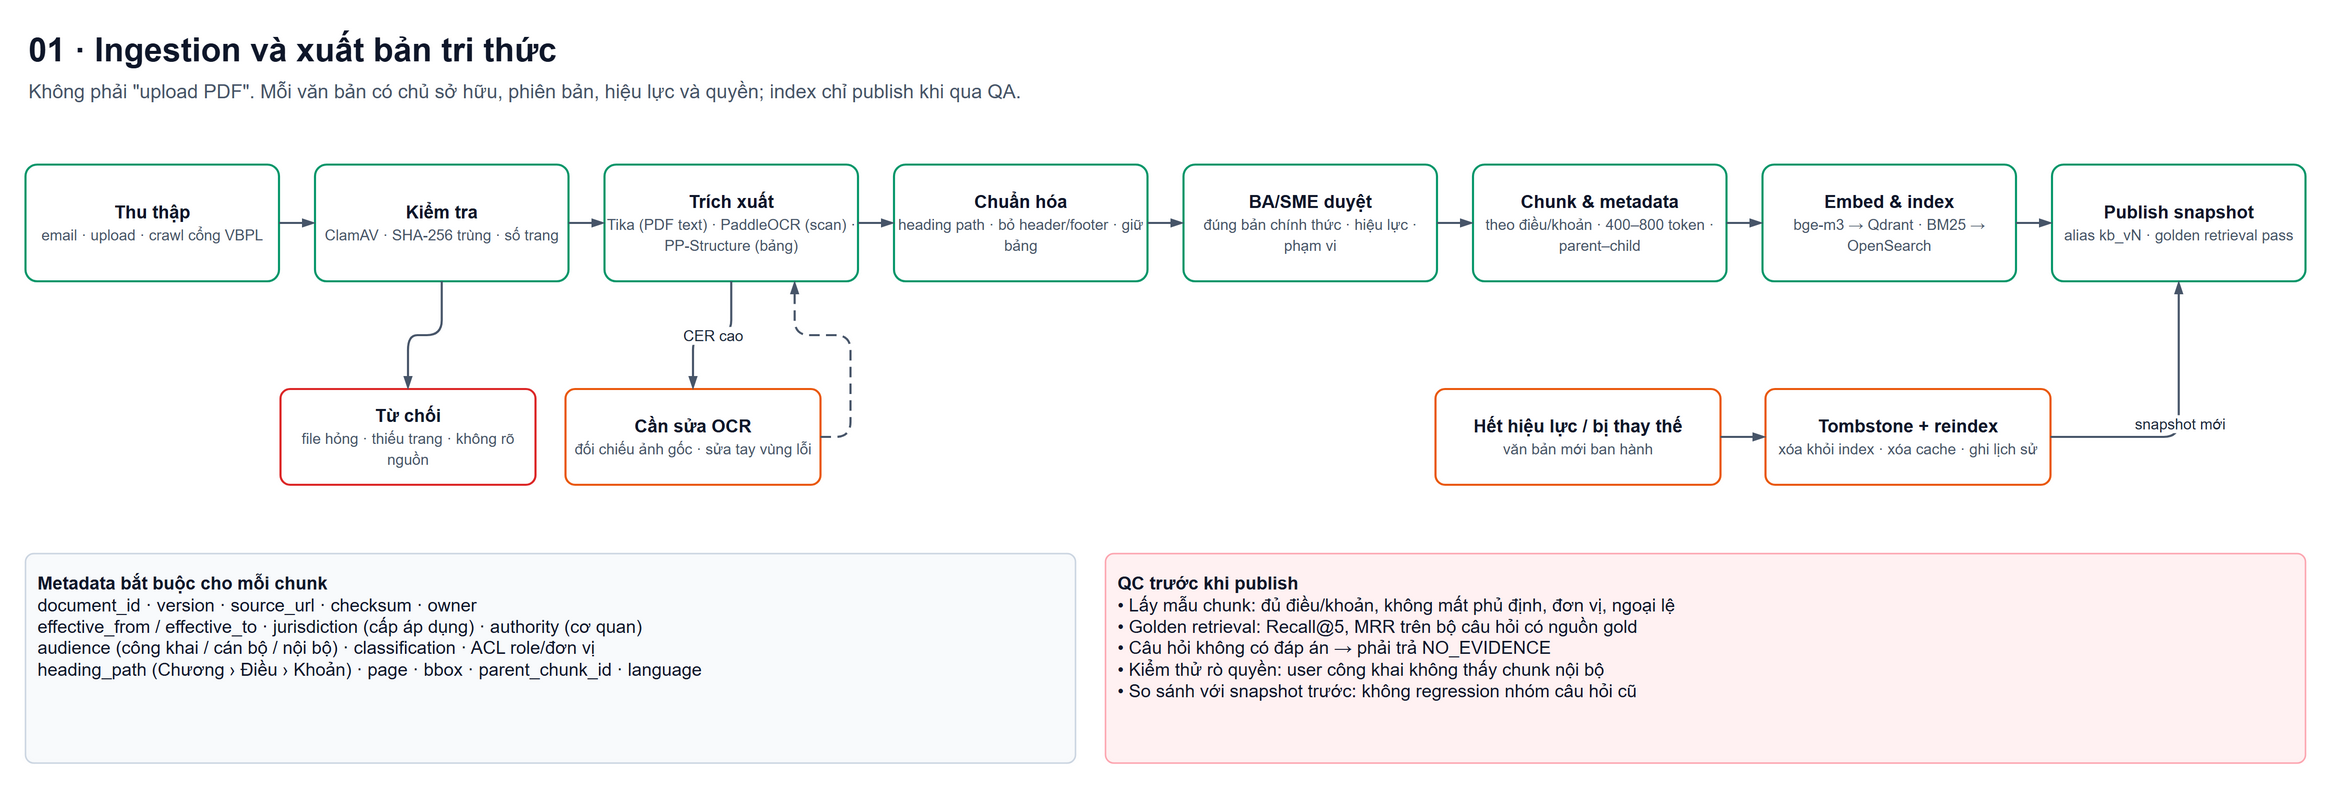 01 · Ingestion và xuất bản tri thức
Không phải "upload PDF". Mỗi văn bản có chủ sở hữu, phiên bản, hiệu lực và quyền; index chỉ publish khi qua QA.
Thu thập
email · upload · crawl cổng VBPL
Kiểm tra
ClamAV · SHA-256 trùng · số trang
Trích xuất
Tika (PDF text) · PaddleOCR (scan) ·
PP-Structure (bảng)
Chuẩn hóa
heading path · bỏ header/footer · giữ
bảng
BA/SME duyệt
đúng bản chính thức · hiệu lực ·
phạm vi
Chunk & metadata
theo điều/khoản · 400–800 token ·
parent–child
Embed & index
bge-m3 → Qdrant · BM25 →
OpenSearch
Publish snapshot
alias kb_vN · golden retrieval pass
CER cao
Từ chối
file hỏng · thiếu trang · không rõ
nguồn
Cần sửa OCR
đối chiếu ảnh gốc · sửa tay vùng lỗi
Hết hiệu lực / bị thay thế
văn bản mới ban hành
Tombstone + reindex
xóa khỏi index · xóa cache · ghi lịch sử
snapshot mới
Metadata bắt buộc cho mỗi chunk
document_id · version · source_url · checksum · owner
effective_from / effective_to · jurisdiction (cấp áp dụng) · authority (cơ quan)
audience (công khai / cán bộ / nội bộ) · classification · ACL role/đơn vị
heading_path (Chương › Điều › Khoản) · page · bbox · parent_chunk_id · language
QC trước khi publish
• Lấy mẫu chunk: đủ điều/khoản, không mất phủ định, đơn vị, ngoại lệ
• Golden retrieval: Recall@5, MRR trên bộ câu hỏi có nguồn gold
• Câu hỏi không có đáp án → phải trả NO_EVIDENCE
• Kiểm thử rò quyền: user công khai không thấy chunk nội bộ
• So sánh với snapshot trước: không regression nhóm câu hỏi cũ